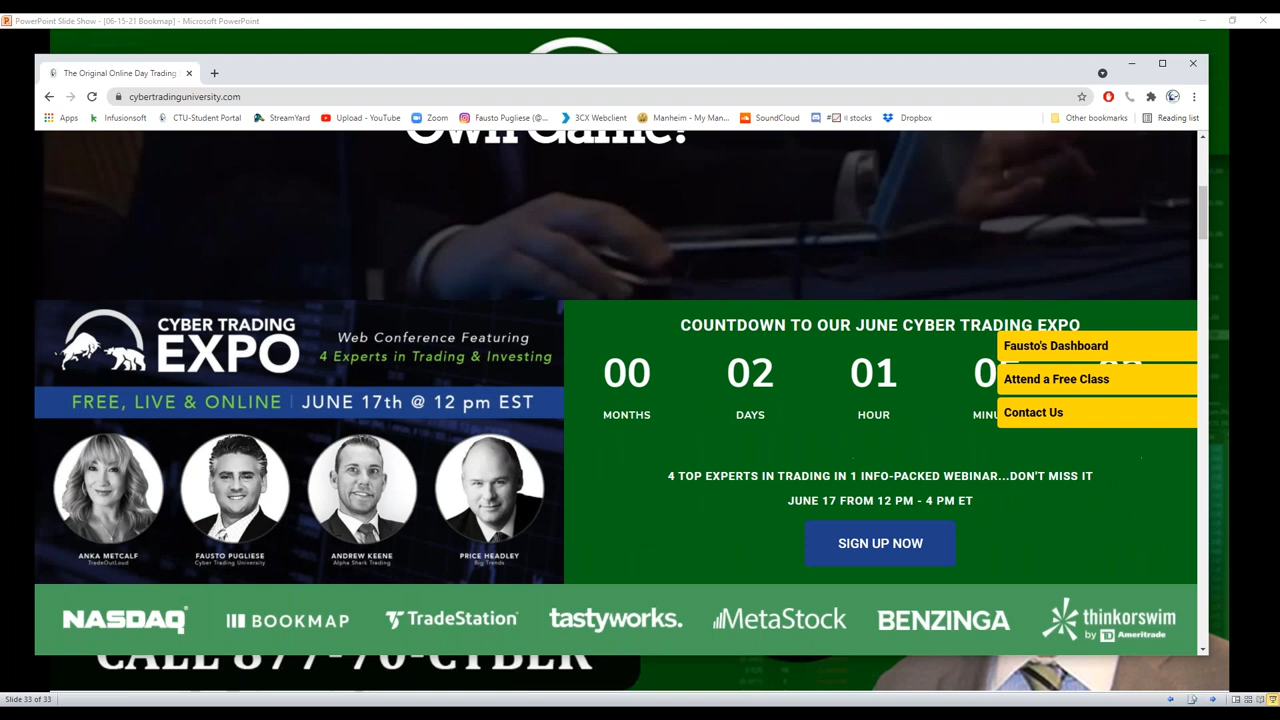 PowerPoint Slide Show - [06-15-21 Bookmap] - Microsoft PowerPoint
The Original Online Day Trading
cybertradinguniversity.com
Apps
Infusionsoft
CTU-Student Portal
StreamYard
Upload - YouTube
Zoom
Fausto Pugliese (@...
3CX Webclient
Manheim - My Man...
SoundCloud
#📈 il stocks
Dropbox
Other bookmarks
Reading list
Own Game!
CYBER TRADING
EXPO
Web Conference Featuring
4 Experts in Trading & Investing
FREE, LIVE & ONLINE | JUNE 17th @ 12 pm EST
ANKA METCALF
TradeOutLoud
FAUSTO PUGLIESE
Cyber Trading University
ANDREW KEENE
Alpha Shark Trading
PRICE HEADLEY
Big Trends
COUNTDOWN TO OUR JUNE CYBER TRADING EXPO
00
MONTHS
02
DAYS
01
HOUR
Fausto's Dashboard
Attend a Free Class
Contact Us
4 TOP EXPERTS IN TRADING IN 1 INFO-PACKED WEBINAR...DON'T MISS IT
JUNE 17 FROM 12 PM - 4 PM ET
SIGN UP NOW
NASDAQ
BOOKMAP
TradeStation
tastyworks.
MetaStock
BENZINGA
thinkorswim
by TD Ameritrade
CALL 877-70-CYBER
Slide 33 of 33